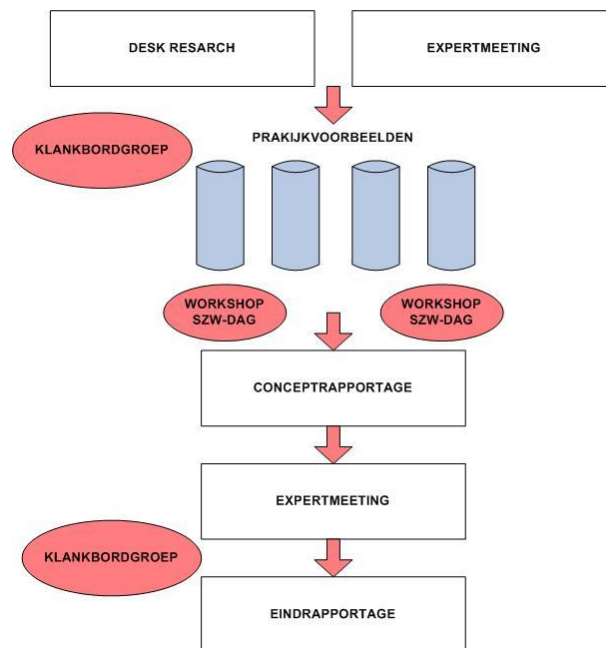 DESK RESARCH
EXPERTMEETING
KLANKBORDGROEP
PRAKIJKVOORBEELDEN
WORKSHOP
SZW-DAG
WORKSHOP
SZW-DAG
CONCEPTRAPPORTAGE
EXPERTMEETING
KLANKBORDGROEP
EINDRAPPORTAGE